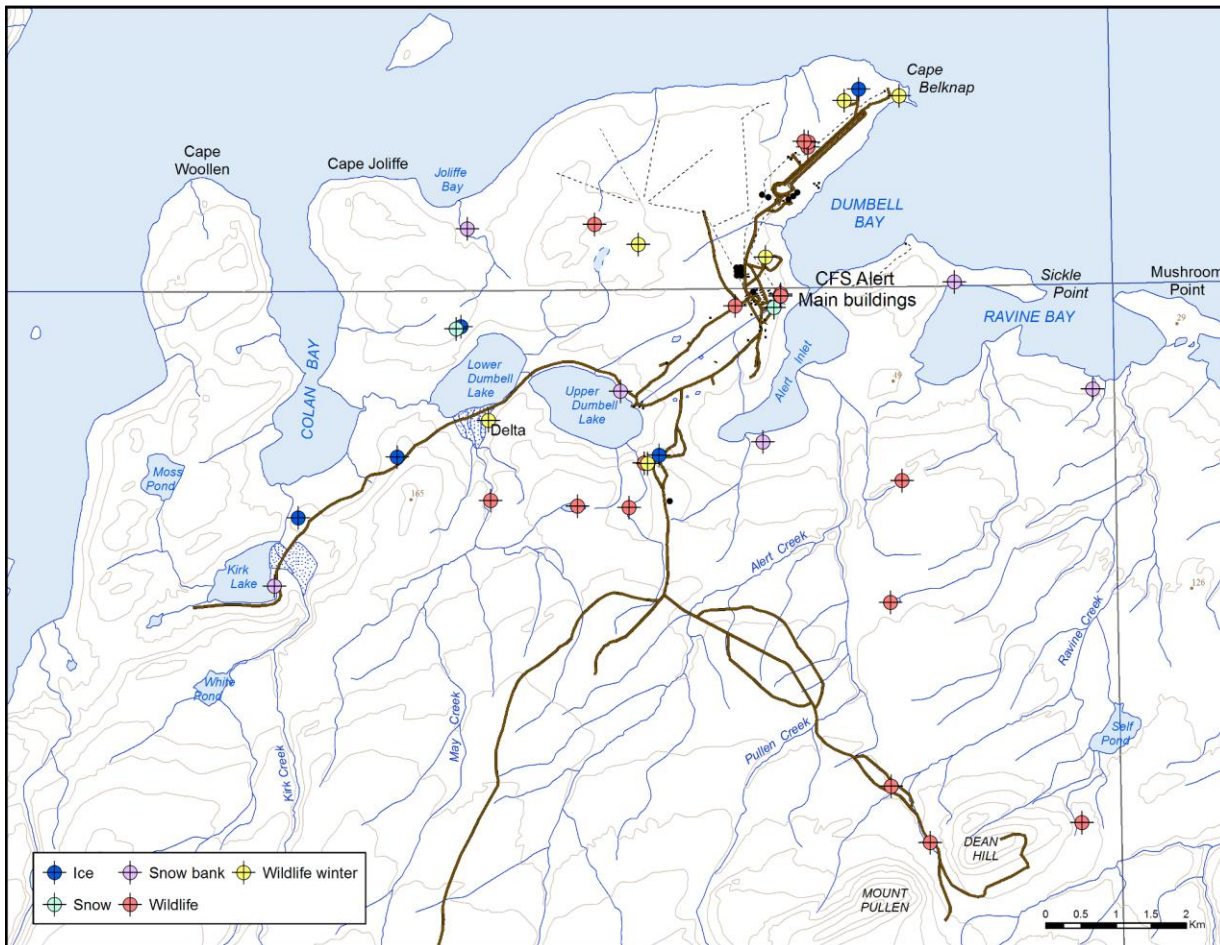 Cape
Belknap
Cape
Woollen
Cape Joliffe
Joliffe
Bay
DUMBELL
BAY
CFS Alert
Main buildings
Sickle
Point
Mushroom
Point
RAVINE BAY
29
COLAN BAY
Lower
Dumbell
Lake
Upper
Dumbell
Lake
Alert Inlet
49
Delta
Moss
Pond
165
Kirk
Lake
Alert Creek
126
Ravine Creek
White
Pond
May Creek
Kirk Creek
Pullen Creek
Self
Pond
DEAN
HILL
MOUNT
PULLEN
Ice
Snow bank
Wildlife winter
Snow
Wildlife
0 0.5 1 1.5 2
Km